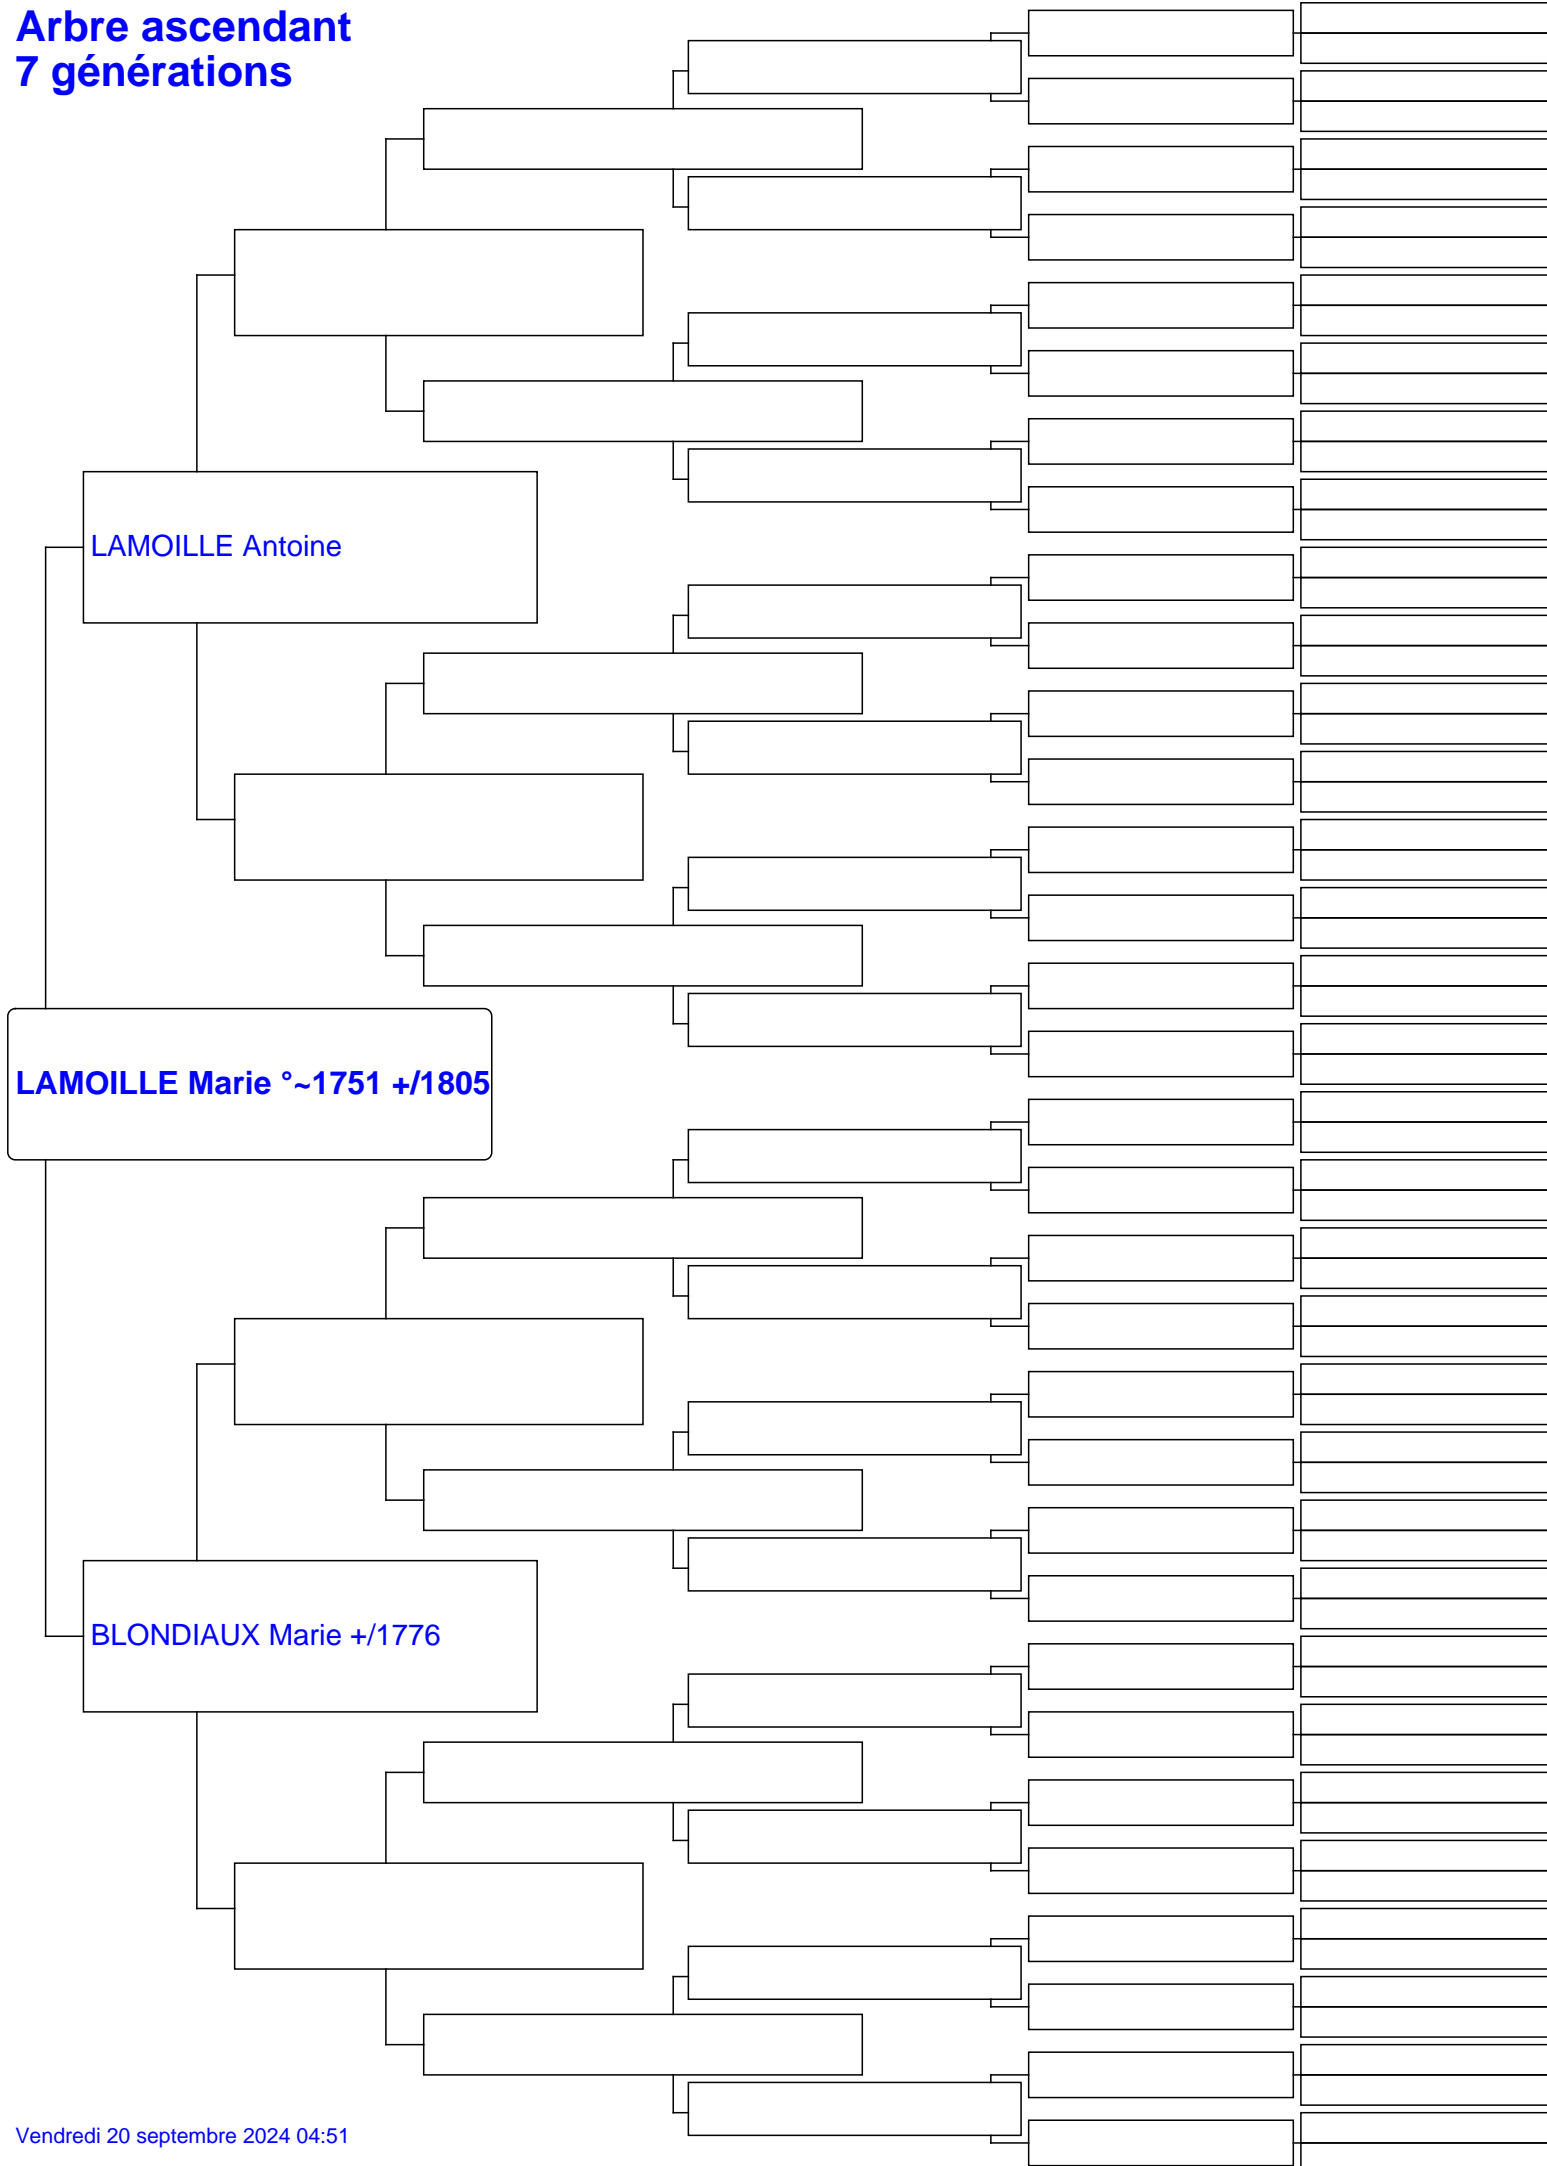 Arbre ascendant
7 générations
LAMOILLE Antoine
LAMOILLE Marie °~1751 +/1805
BLONDIAUX Marie +/1776
Vendredi 20 septembre 2024 04:51